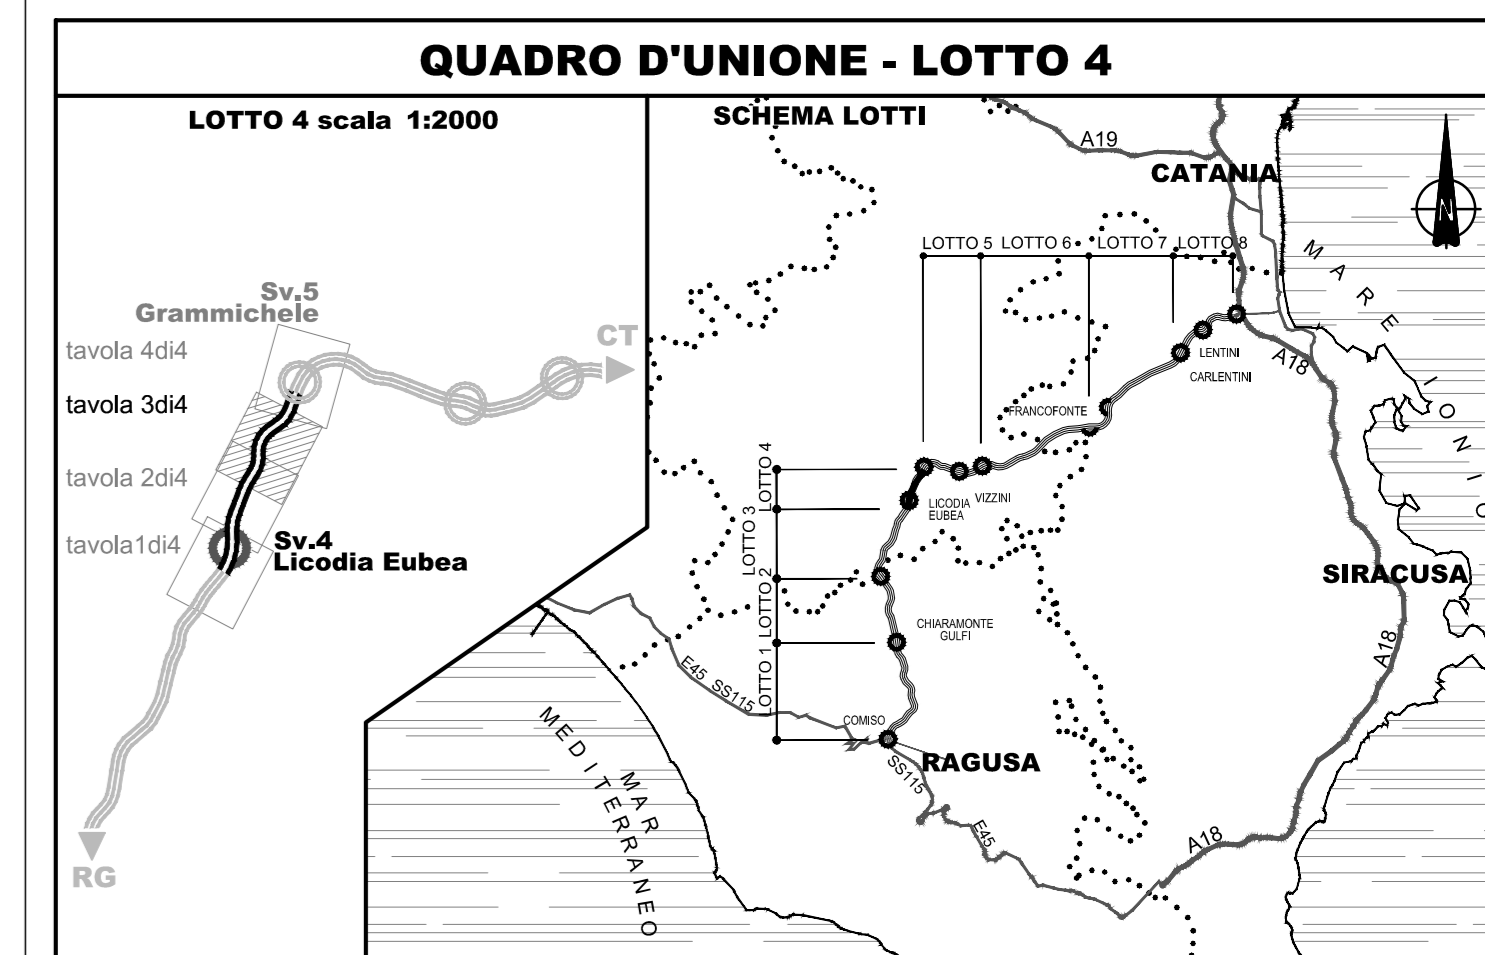 QUADRO D'UNIONE - LOTTO 4
LOTTO 4 scala 1:2000
Sv.5
Grammichele
CT
tavola 4di4
tavola 3di4
tavola 2di4
tavola1di4
Sv.4
Licodia Eubea
RG
SCHEMA LOTTI
A19
CATANIA
N
LOTTO 5
LOTTO 6
LOTTO 7
LOTTO 8
MARE
IONIO
LENTINI
CARLENTINI
A18
FRANCOFONTE
LOTTO 4
LOTTO 3
LOTTO 2
LOTTO 1
LICODIA
EUBEA
VIZZINI
SIRACUSA
CHIARAMONTE
GULFI
A18
E45 SS115
COMISO
RAGUSA
SS115
E45
A18
MAR
MEDITERRANEO